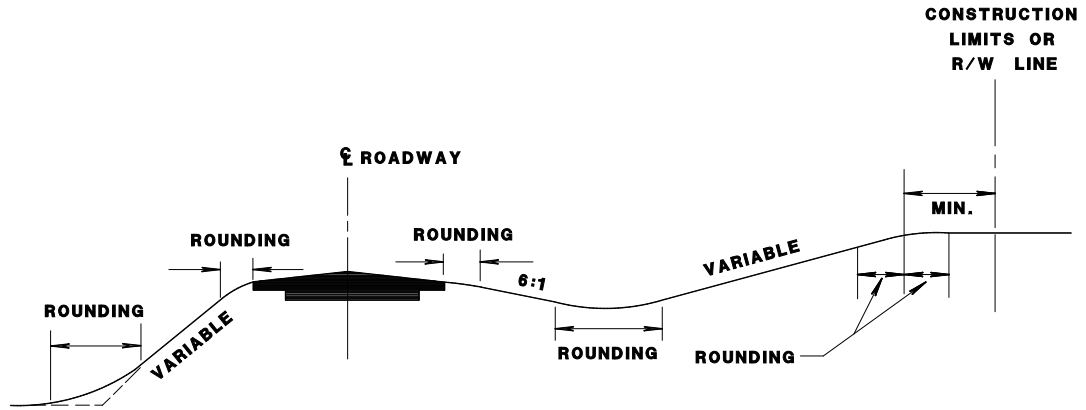 CONSTRUCTION
LIMITS OR
R/W LINE
℄ ROADWAY
MIN.
ROUNDING
ROUNDING
VARIABLE
6:1
ROUNDING
VARIABLE
ROUNDING
ROUNDING